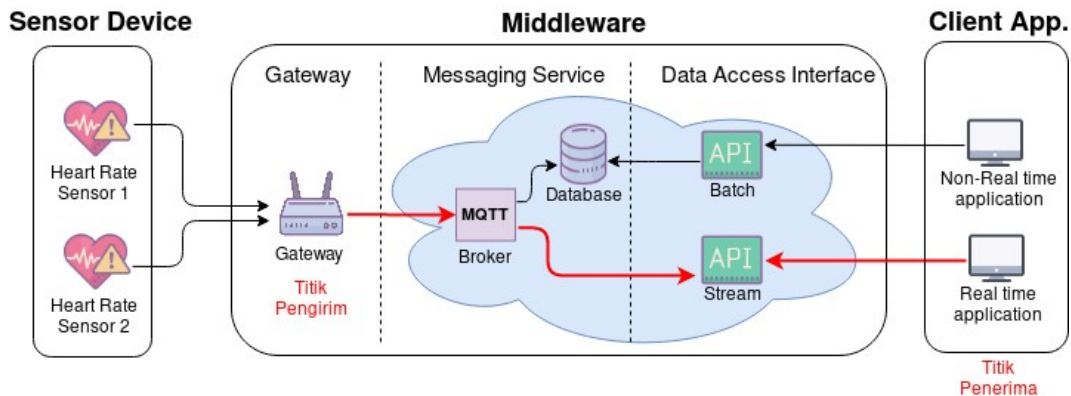 Sensor Device
Middleware
Client App.
Gateway
Messaging Service
Data Access Interface
Heart Rate
Sensor 1
Heart Rate
Sensor 2
Gateway
Titik
Pengirim
MQTT
Broker
Database
API
Batch
API
Stream
Non-Real time
application
Real time
application
Titik
Penerima